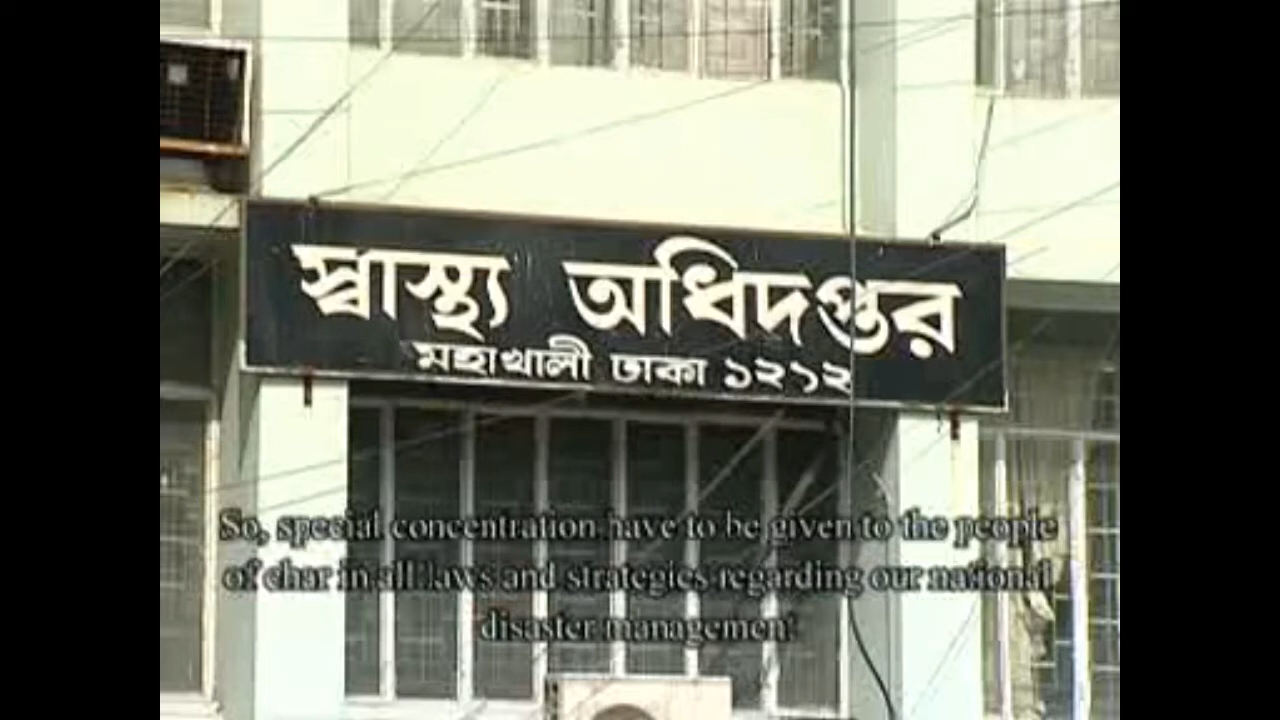 স্বাস্থ্য অধিদপ্তর
মহাখালী ঢাকা ১২১২
So, special concentration have to be given to the people
of char in all laws and strategies regarding our national
disaster management.